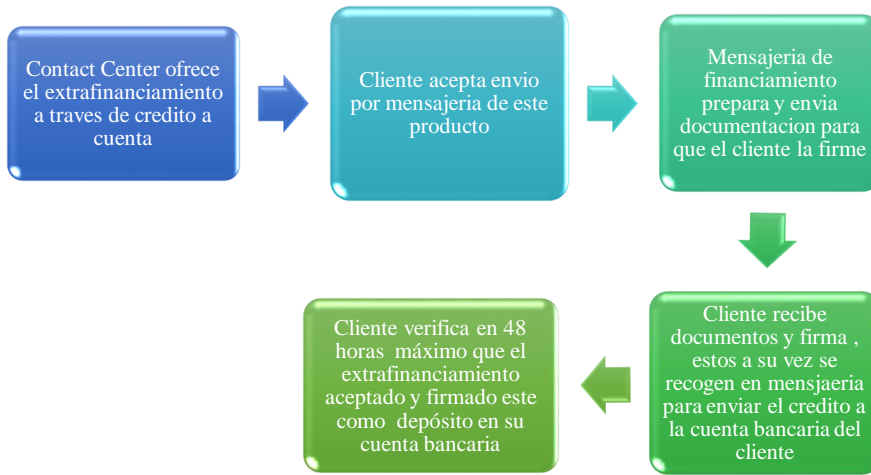 Contact Center ofrece
el extrafinanciamiento
a traves de credito a
cuenta
Cliente acepta envio
por mensajeria de este
producto
Mensajeria de
financiamiento
prepara y envia
documentacion para
que el cliente la firme
Cliente recibe
documentos y firma ,
estos a su vez se
recogen en mensjaeria
para enviar el credito a
la cuenta bancaria del
cliente
Cliente verifica en 48
horas máximo que el
extrafinanciamiento
aceptado y firmado este
como depósito en su
cuenta bancaria